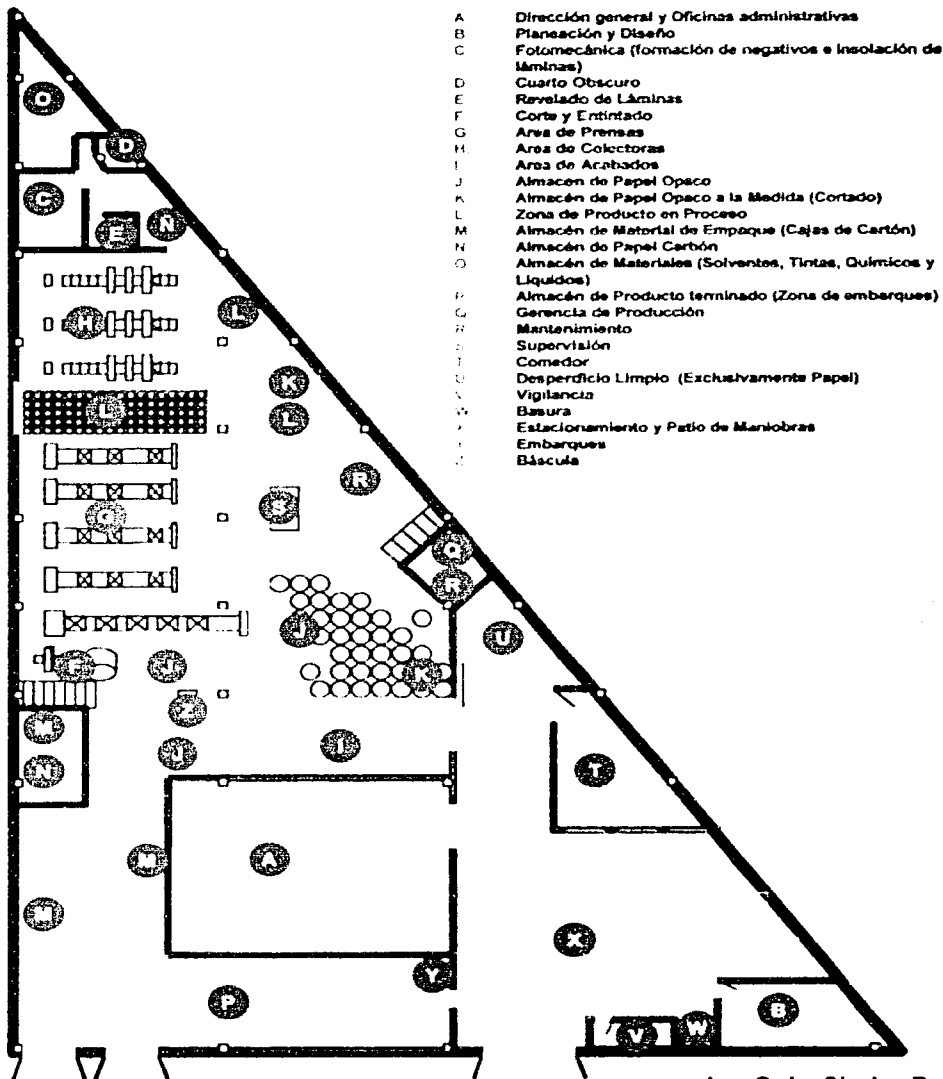 A Dirección general y Oficinas administrativas
B Planeación y Diseño
C Fotomecánica (formación de negativos e insolación de
láminas)
D Cuarto Obscuro
E Revelado de Láminas
F Corte y Entintado
G Area de Prensas
H Area de Colectoras
I Area de Acabados
J Almacén de Papel Opaco
K Almacén de Papel Opaco a la Medida (Cortado)
L Zona de Producto en Proceso
M Almacén de Material de Empaque (Cajas de Cartón)
N Almacén de Papel Carbón
O Almacén de Materiales (Solventes, Tintas, Químicos y
Líquidos)
P Almacén de Producto terminado (Zona de embarques)
Q Gerencia de Producción
R Mantenimiento
S Supervisión
T Comedor
U Desperdicio Limpio (Exclusivamente Papel)
V Vigilancia
W Basura
Estacionamiento y Patio de Maniobras
Embarques
Báscula
O
D
C
E N
H L
K
L L
R
S
G
Q
R
J U
F J K
Z
M
J I
N T
M A
M
X
Y
P B
V W